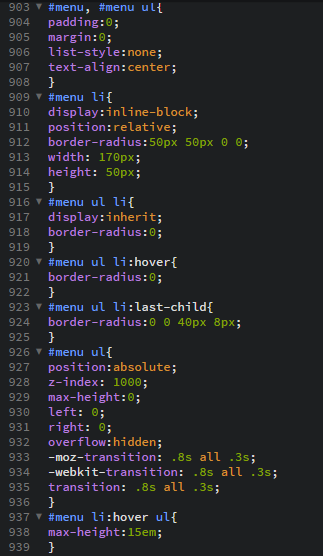 903 ▼ #menu, #menu ul{
904 padding:0;
905 margin:0;
906 list-style:none;
907 text-align:center;
908 }
909 ▼ #menu li{
910 display:inline-block;
911 position:relative;
912 border-radius:50px 50px 0 0;
913 width: 170px;
914 height: 50px;
915 }
916 ▼ #menu ul li{
917 display:inherit;
918 border-radius:0;
919 }
920 ▼ #menu ul li:hover{
921 border-radius:0;
922 }
923 ▼ #menu ul li:last-child{
924 border-radius:0 0 40px 8px;
925 }
926 ▼ #menu ul{
927 position:absolute;
928 z-index: 1000;
929 max-height:0;
930 left: 0;
931 right: 0;
932 overflow:hidden;
933 -moz-transition: .8s all .3s;
934 -webkit-transition: .8s all .3s;
935 transition: .8s all .3s;
936 }
937 ▼ #menu li:hover ul{
938 max-height:15em;
939 }